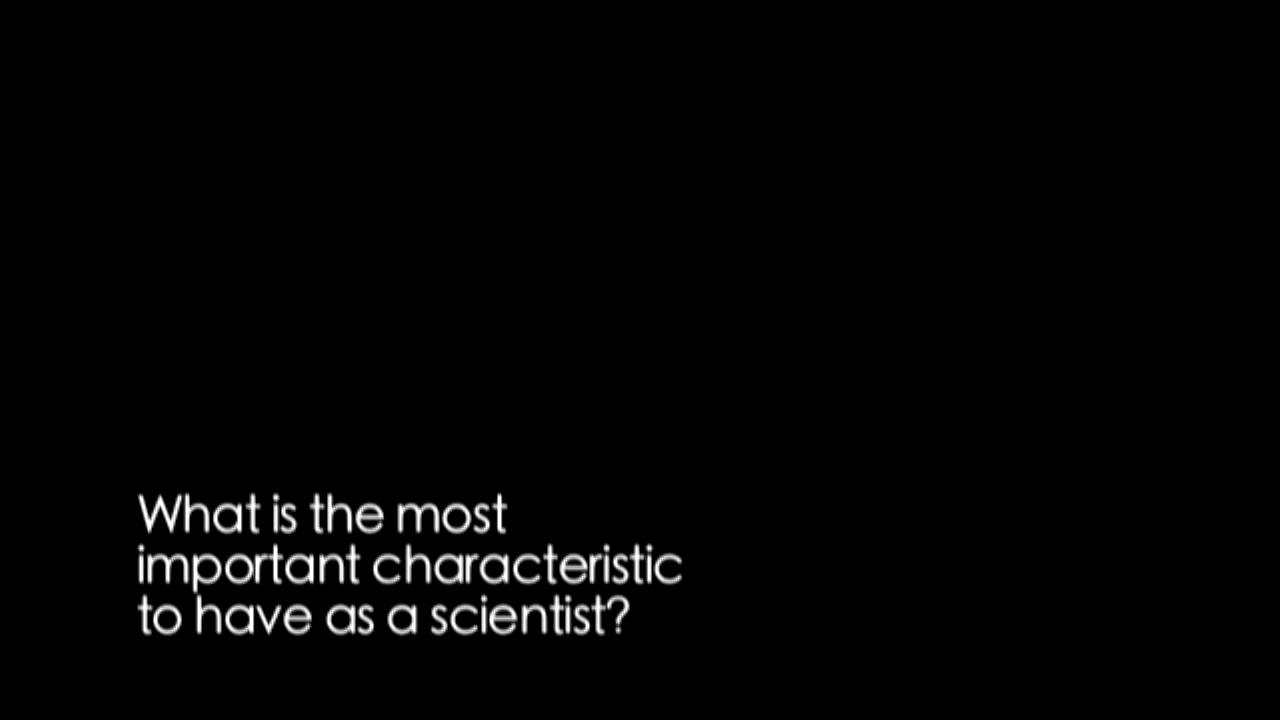 What is the most
important characteristic
to have as a scientist?